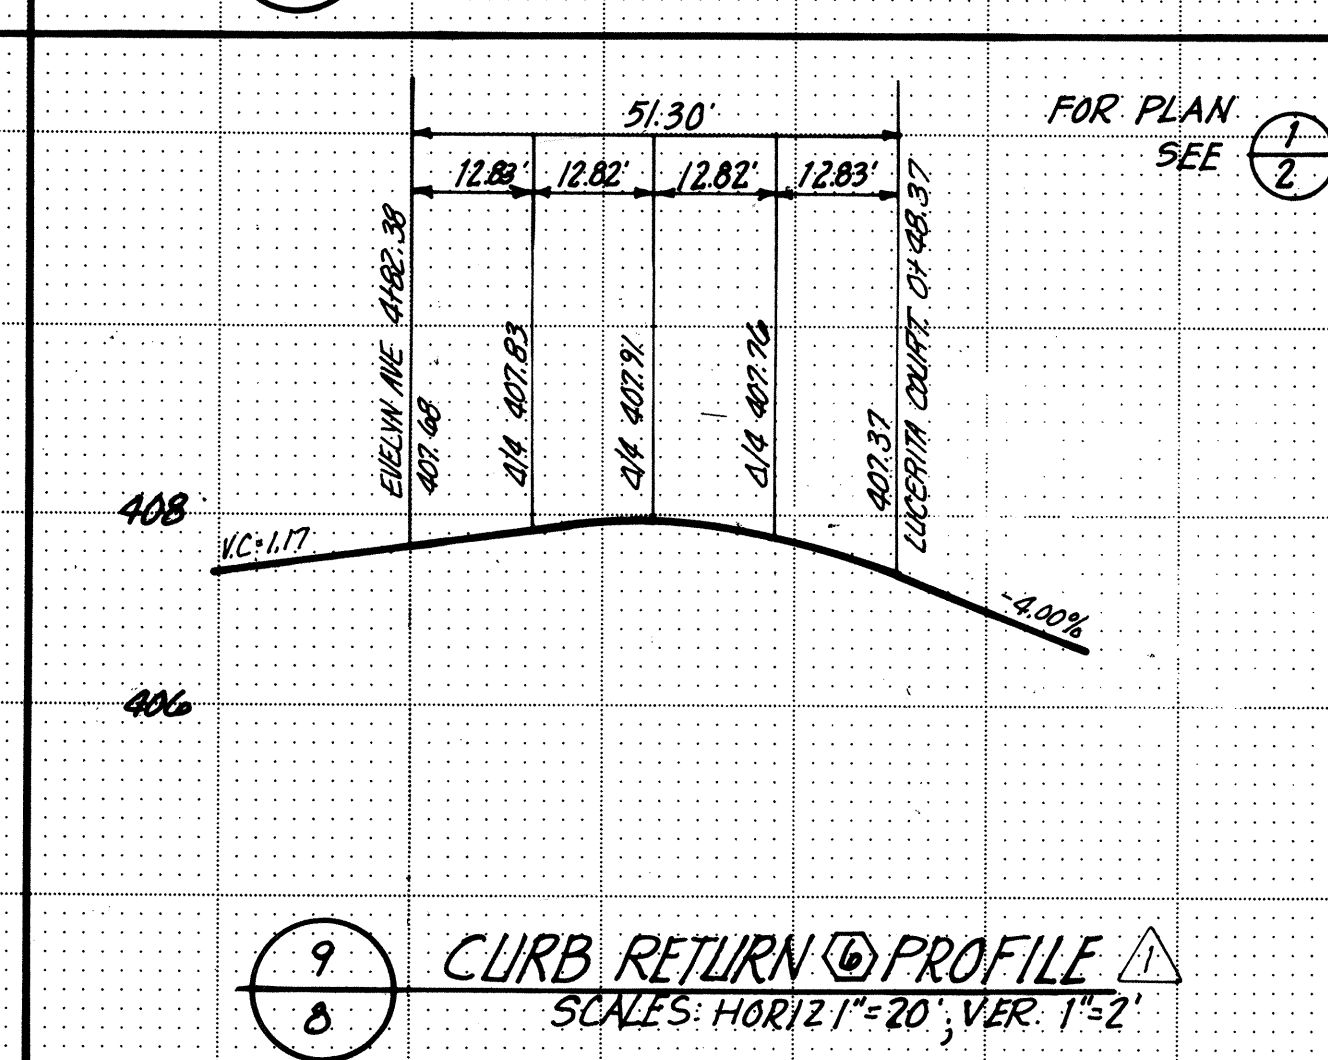 51.30'
FOR PLAN
SEE
1
2
12.83'
12.82'
12.82'
12.83'
EVELYN AVE 4+82.38
407.68
Δ/4 407.83
Δ/4 407.91
Δ/4 407.76
407.37
LUCERITA COURT. 0+48.37
408
V.C=1.17
-4.00%
406
9
8
CURB RETURN 6 PROFILE 1
SCALES: HORIZ 1"=20'; VER. 1"=2'